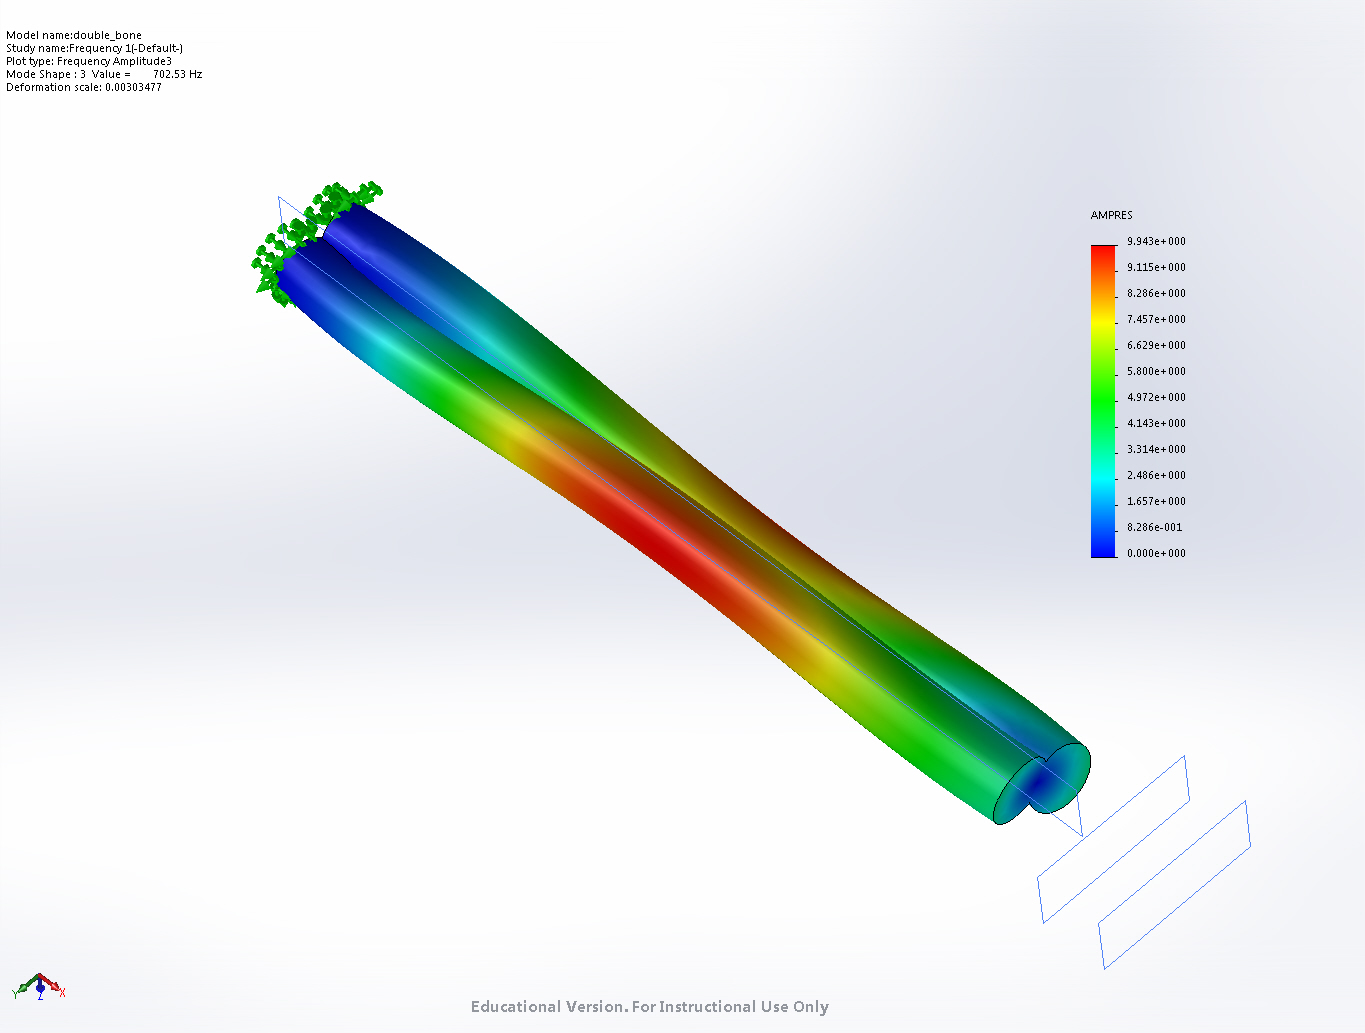 Model name:double_bone
Study name:Frequency 1(-Default-)
Plot type: Frequency Amplitude3
Mode Shape : 3 Value = 702.53 Hz
Deformation scale: 0.00303477
AMPRES
9.943e+000
9.115e+000
8.286e+000
7.457e+000
6.629e+000
5.800e+000
4.972e+000
4.143e+000
3.314e+000
2.486e+000
1.657e+000
8.286e-001
0.000e+000
Y
Z
X
Educational Version. For Instructional Use Only